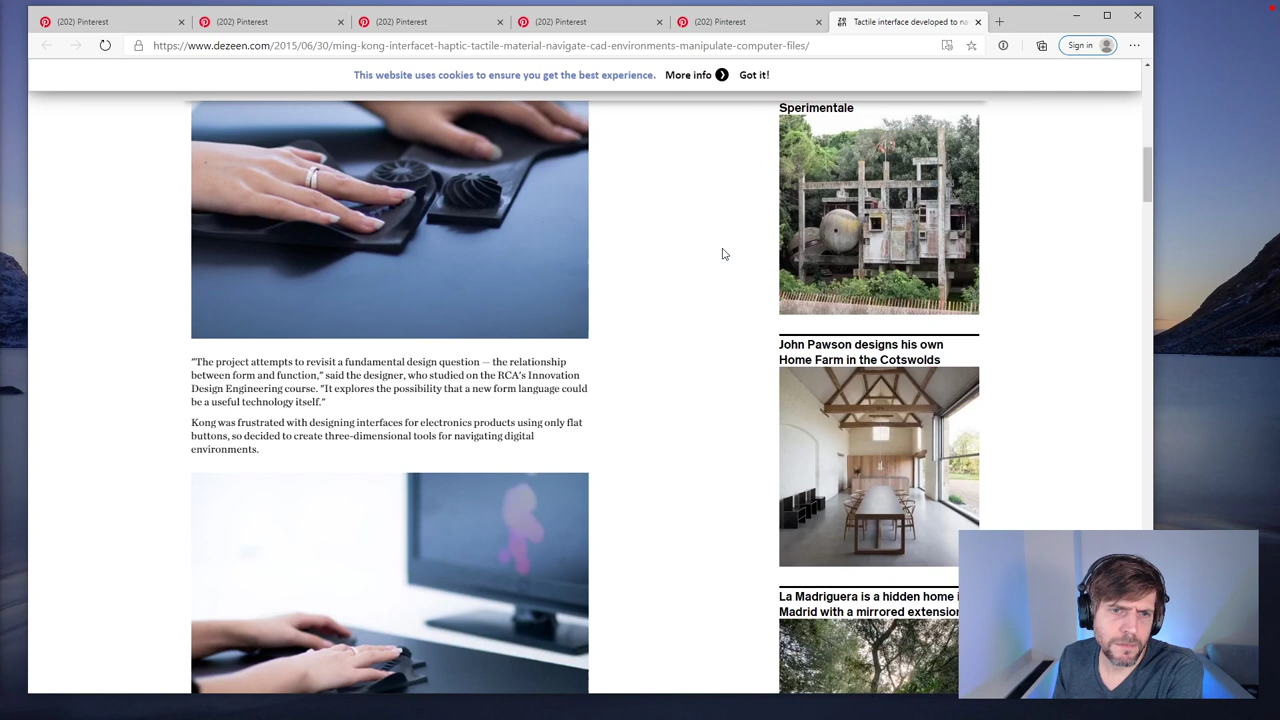 (202) Pinterest
(202) Pinterest
(202) Pinterest
(202) Pinterest
(202) Pinterest
Tactile interface developed to na
https://www.dezeen.com/2015/06/30/ming-kong-interfacet-haptic-tactile-material-navigate-cad-environments-manipulate-computer-files/
Sign in
This website uses cookies to ensure you get the best experience. More info Got it!
Sperimentale
John Pawson designs his own
Home Farm in the Cotswolds
"The project attempts to revisit a fundamental design question — the relationship
between form and function," said the designer, who studied on the RCA's Innovation
Design Engineering course. "It explores the possibility that a new form language could
be a useful technology itself."
Kong was frustrated with designing interfaces for electronics products using only flat
buttons, so decided to create three-dimensional tools for navigating digital
environments.
La Madriguera is a hidden home i
Madrid with a mirrored extension